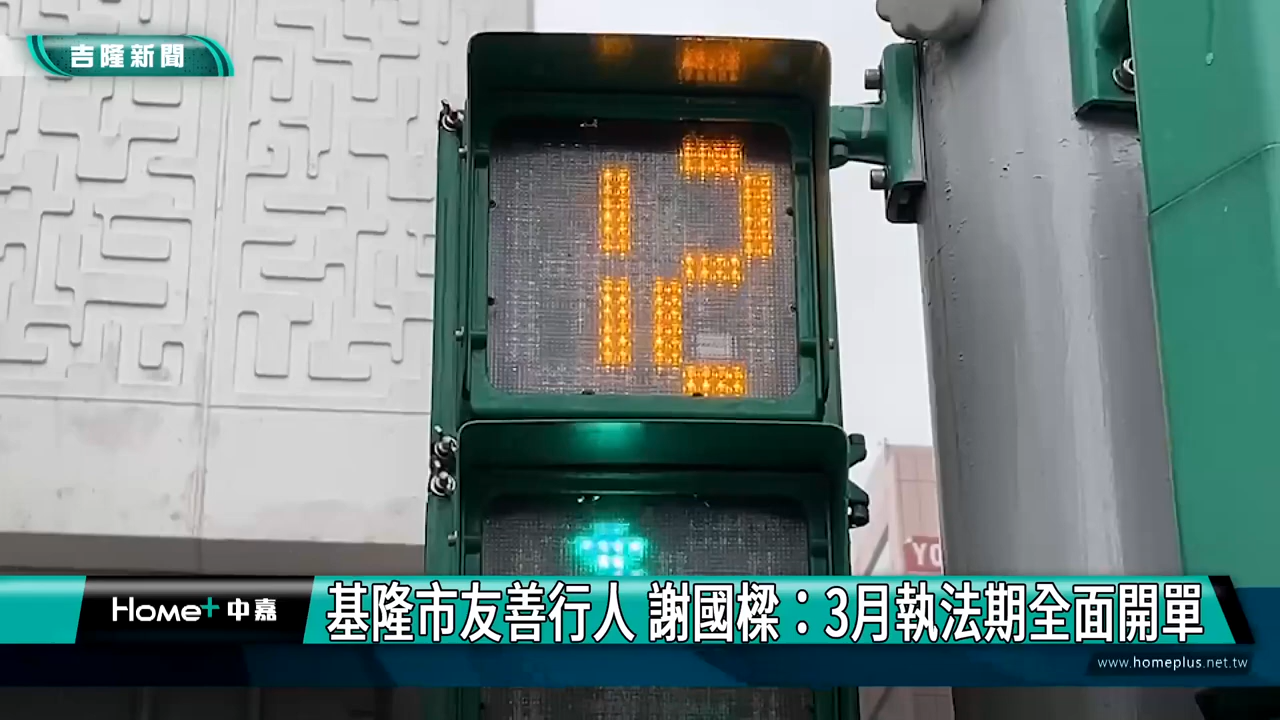 吉隆新聞
12
YO
Home+ 中嘉
基隆市友善行人 謝國樑：3月執法期全面開單
www.homeplus.net.tw